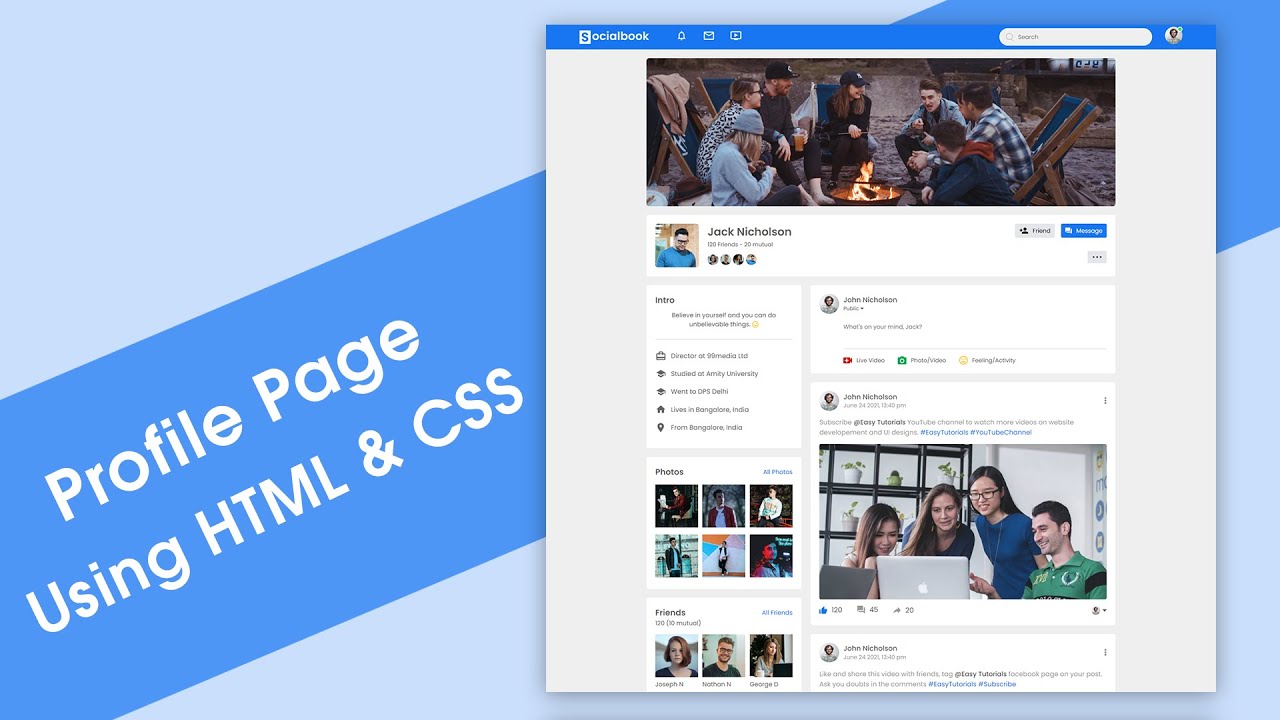 Profile Page
Using HTML & CSS
Socialbook
Search
Jack Nicholson
120 Friends - 20 mutual
Friend
Message
Intro
Believe in yourself and you can do
unbelievable things.
Director at 99media Ltd
Studied at Amity University
Went to DPS Delhi
Lives in Bangalore, India
From Bangalore, India
Photos
All Photos
Friends
All Friends
120 (10 mutual)
Joseph N
Nathan N
George D
John Nicholson
Public
What's on your mind, Jack?
Live Video
Photo/Video
Feeling/Activity
John Nicholson
June 24 2021, 13:40 pm
Subscribe @Easy Tutorials YouTube channel to watch more videos on website
developement and UI designs. #EasyTutorials #YouTubeChannel
120
45
20
John Nicholson
June 24 2021, 13:40 pm
Like and share this video with friends, tag @Easy Tutorials facebook page on your post.
Ask you doubts in the comments #EasyTutorials #Subscribe